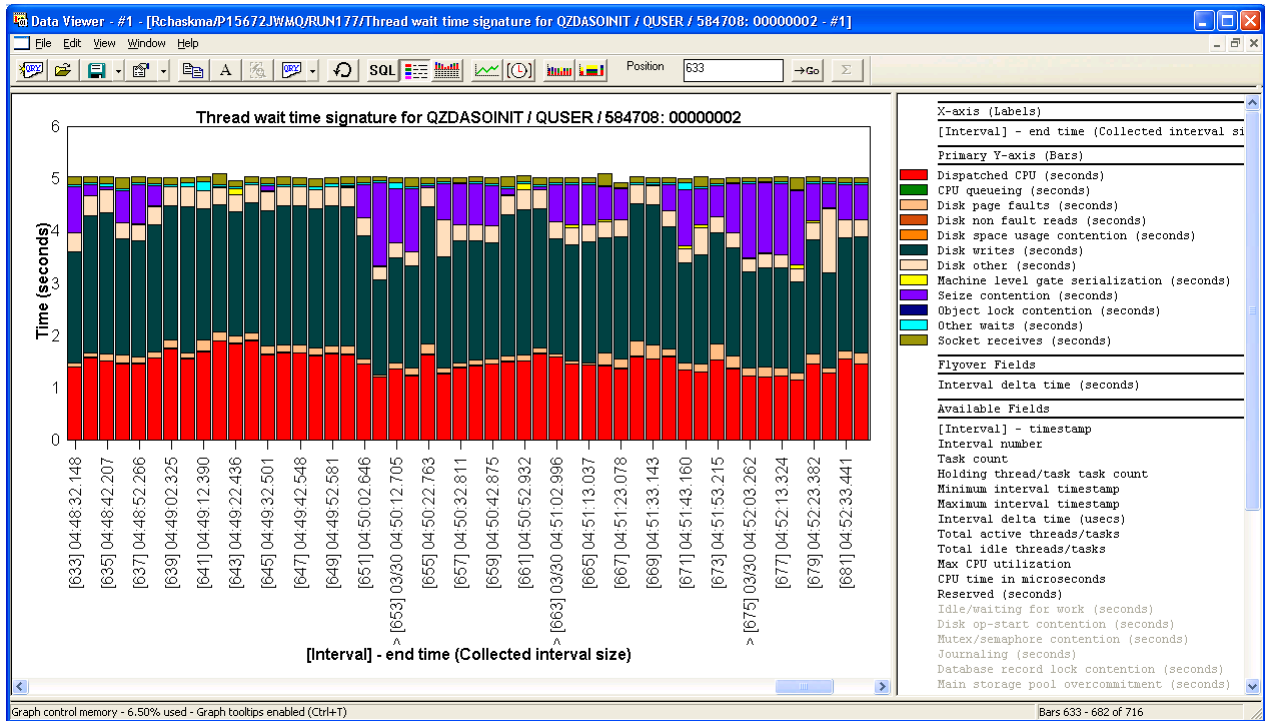 Data Viewer - #1 - [Rchaskma/P15672JWMQ/RUN177/Thread wait time signature for QZDASOINIT / QUSER / 584708: 00000002 - #1]
File Edit View Window Help
QRY A QRY SQL Position 633 Go Σ
Thread wait time signature for QZDASOINIT / QUSER / 584708: 00000002
6
5
4
3
2
1
0
Time (seconds)
[633] 04:48:32.148
[635] 04:48:42.207
[637] 04:48:52.266
[639] 04:49:02.325
[641] 04:49:12.390
[643] 04:49:22.436
[645] 04:49:32.501
[647] 04:49:42.548
[649] 04:49:52.581
[651] 04:50:02.646
^ [653] 03/30 04:50:12.705
[655] 04:50:22.763
[657] 04:50:32.811
[659] 04:50:42.875
[661] 04:50:52.932
^ [663] 03/30 04:51:02.996
[665] 04:51:13.037
[667] 04:51:23.078
[669] 04:51:33.143
[671] 04:51:43.160
[673] 04:51:53.215
^ [675] 03/30 04:52:03.262
[677] 04:52:13.324
[679] 04:52:23.382
[681] 04:52:33.441
[Interval] - end time (Collected interval size)
X-axis (Labels)
[Interval] - end time (Collected interval si
Primary Y-axis (Bars)
Dispatched CPU (seconds)
CPU queueing (seconds)
Disk page faults (seconds)
Disk non fault reads (seconds)
Disk space usage contention (seconds)
Disk writes (seconds)
Disk other (seconds)
Machine level gate serialization (seconds)
Seize contention (seconds)
Object lock contention (seconds)
Other waits (seconds)
Socket receives (seconds)
Flyover Fields
Interval delta time (seconds)
Available Fields
[Interval] - timestamp
Interval number
Task count
Holding thread/task task count
Minimum interval timestamp
Maximum interval timestamp
Interval delta time (usecs)
Total active threads/tasks
Total idle threads/tasks
Max CPU utilization
CPU time in microseconds
Reserved (seconds)
Idle/waiting for work (seconds)
Disk op-start contention (seconds)
Mutex/semaphore contention (seconds)
Journaling (seconds)
Database record lock contention (seconds)
Main storage pool overcommitment (seconds)
Graph control memory - 6.50% used - Graph tooltips enabled (Ctrl+T)
Bars 633 - 682 of 716